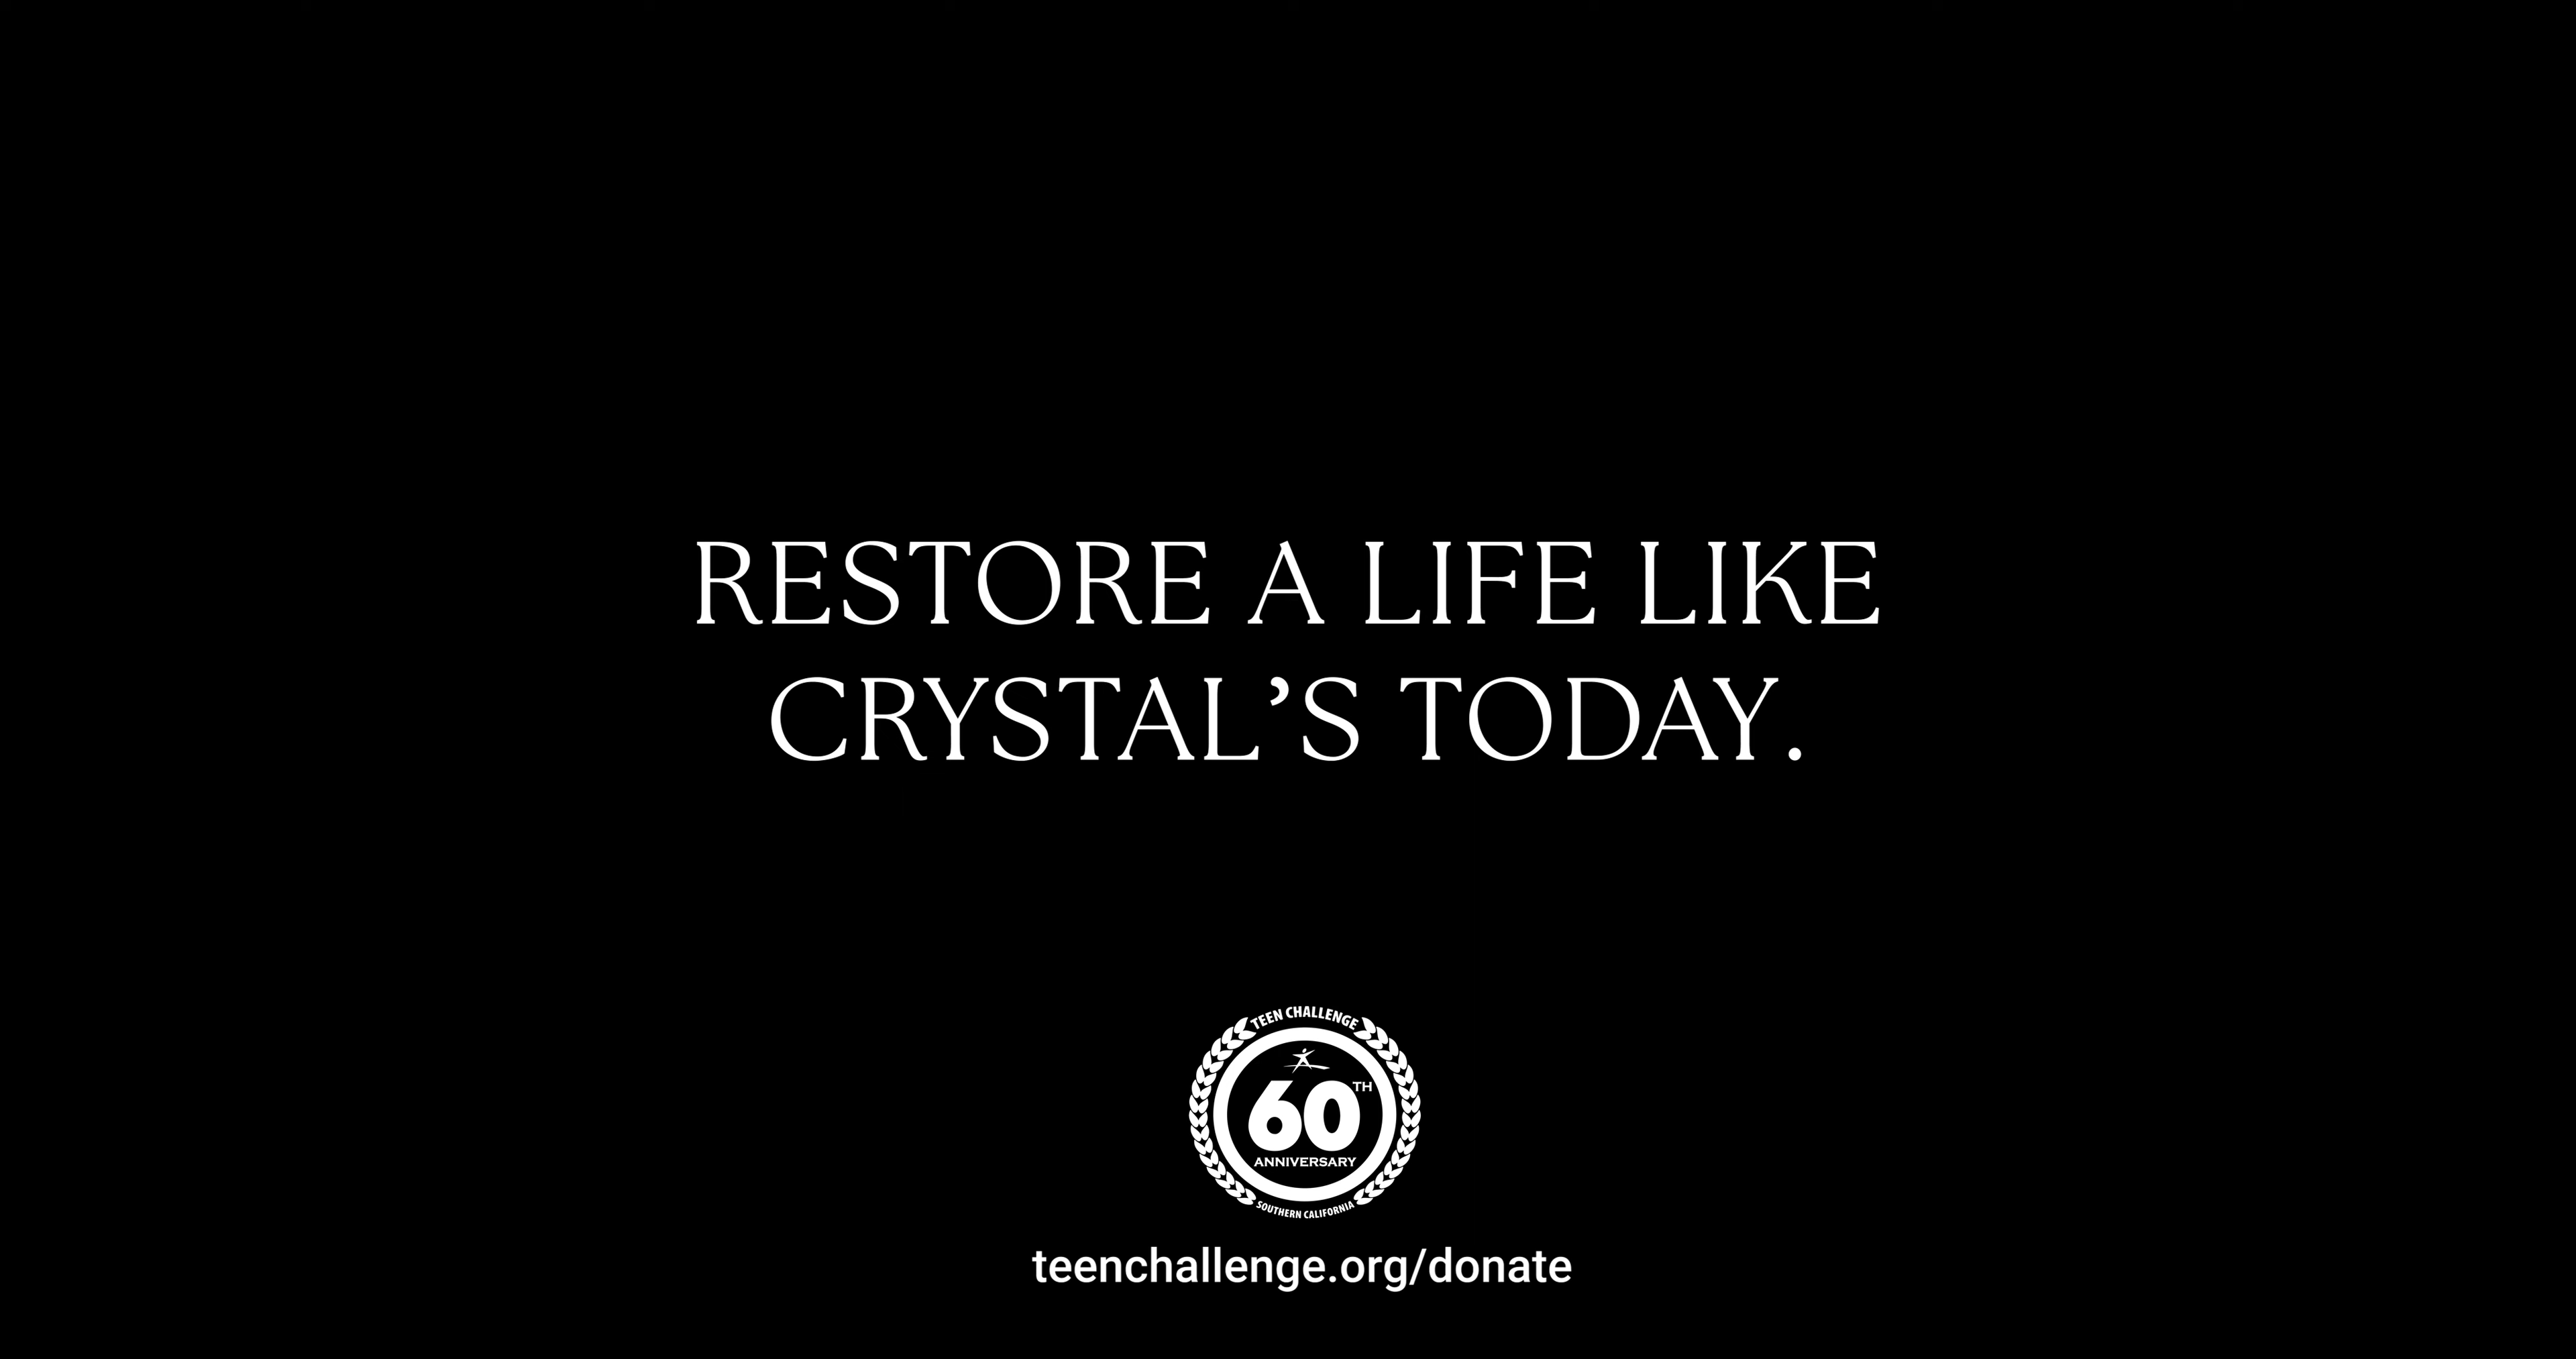 RESTORE A LIFE LIKE
CRYSTAL’S TODAY.
TEEN CHALLENGE
60TH
ANNIVERSARY
SOUTHERN CALIFORNIA
teenchallenge.org/donate